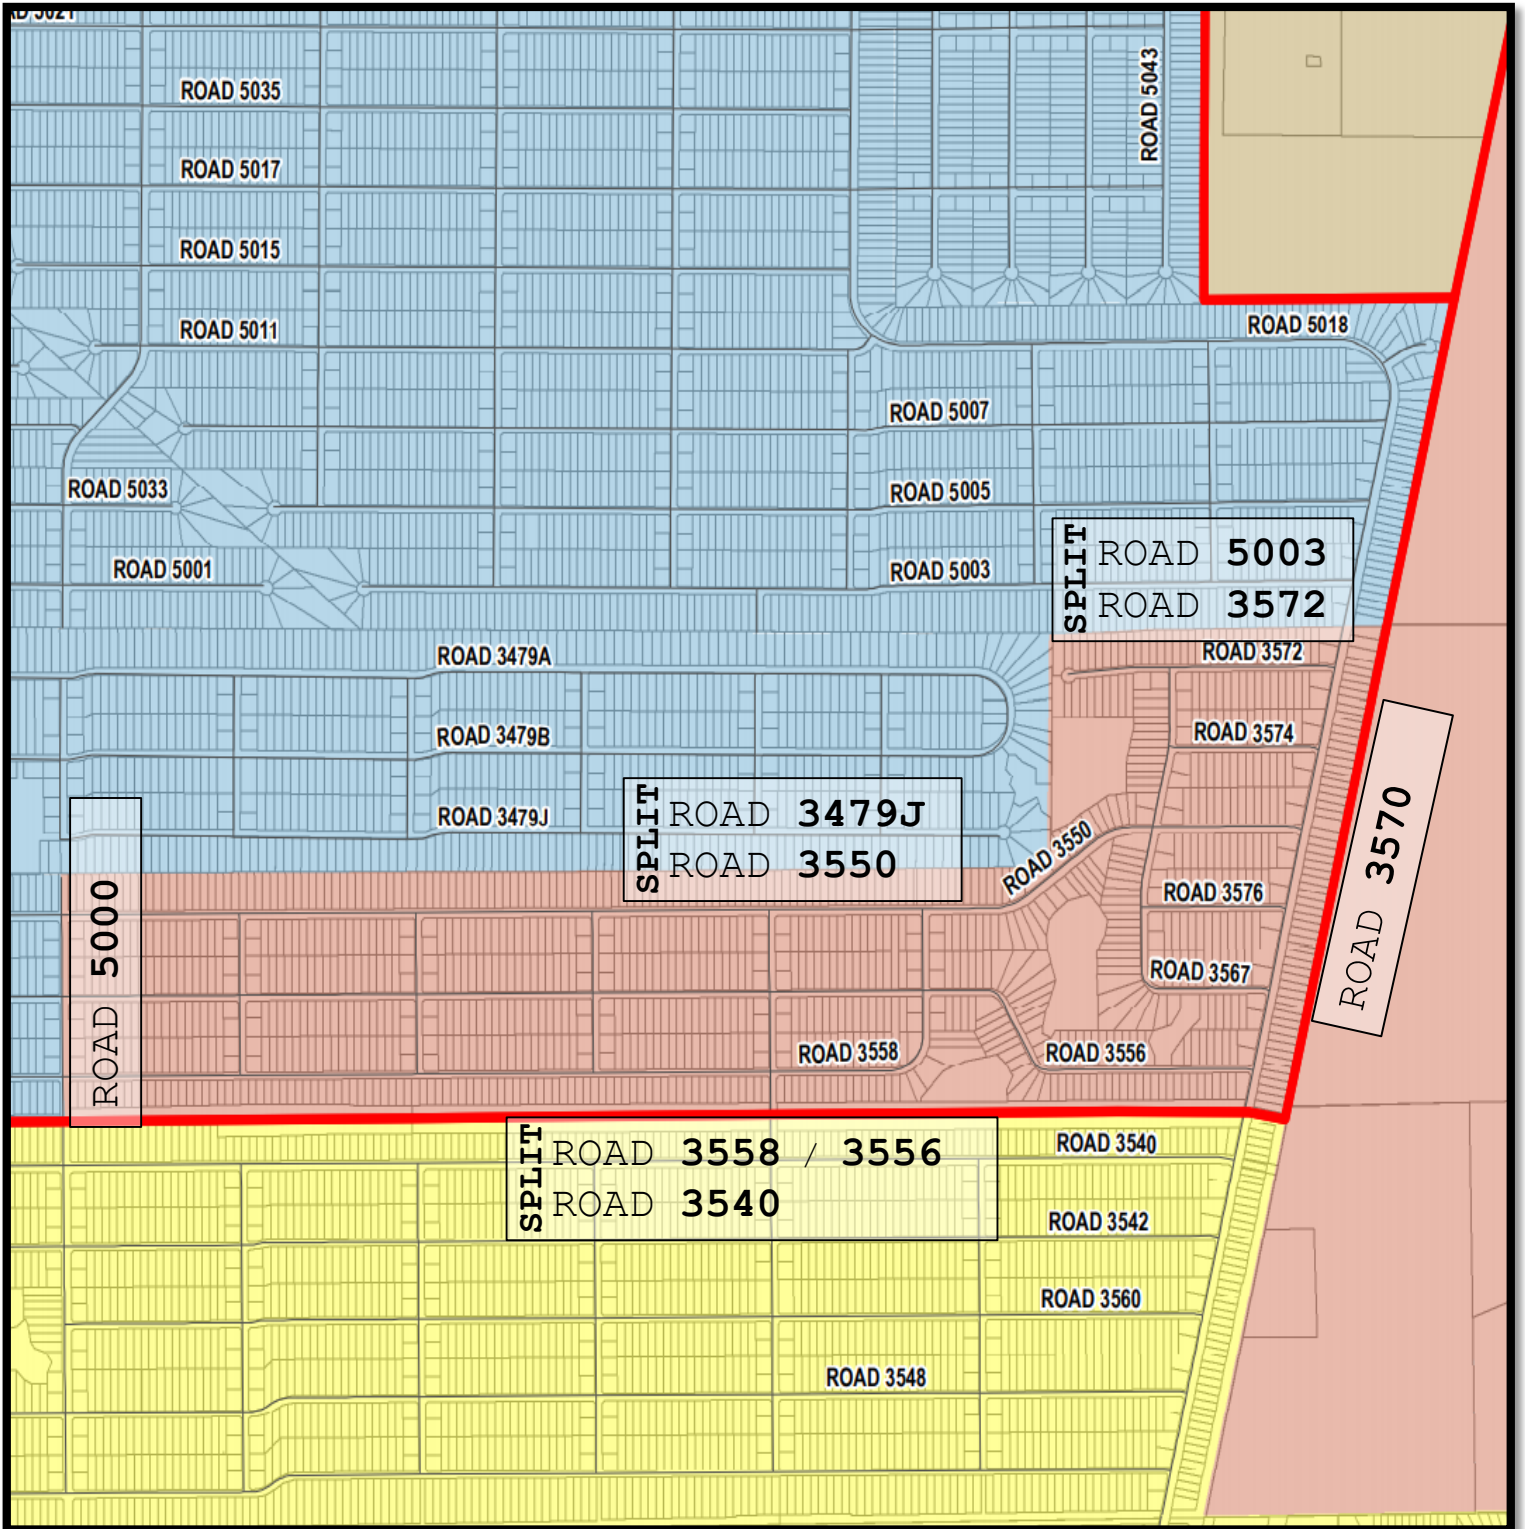 AD 5021
ROAD 5035
ROAD 5043
ROAD 5017
ROAD 5015
ROAD 5011
ROAD 5018
ROAD 5007
ROAD 5033
ROAD 5005
ROAD 5001
ROAD 5003
SPLIT
ROAD 5003
ROAD 3572
ROAD 3479A
ROAD 3572
ROAD 3479B
ROAD 3574
ROAD 3479J
SPLIT
ROAD 3479J
ROAD 3550
ROAD 3550
ROAD 3570
ROAD 3576
ROAD 5000
ROAD 3567
ROAD 3558
ROAD 3556
SPLIT
ROAD 3558 / 3556
ROAD 3540
ROAD 3540
ROAD 3542
ROAD 3560
ROAD 3548